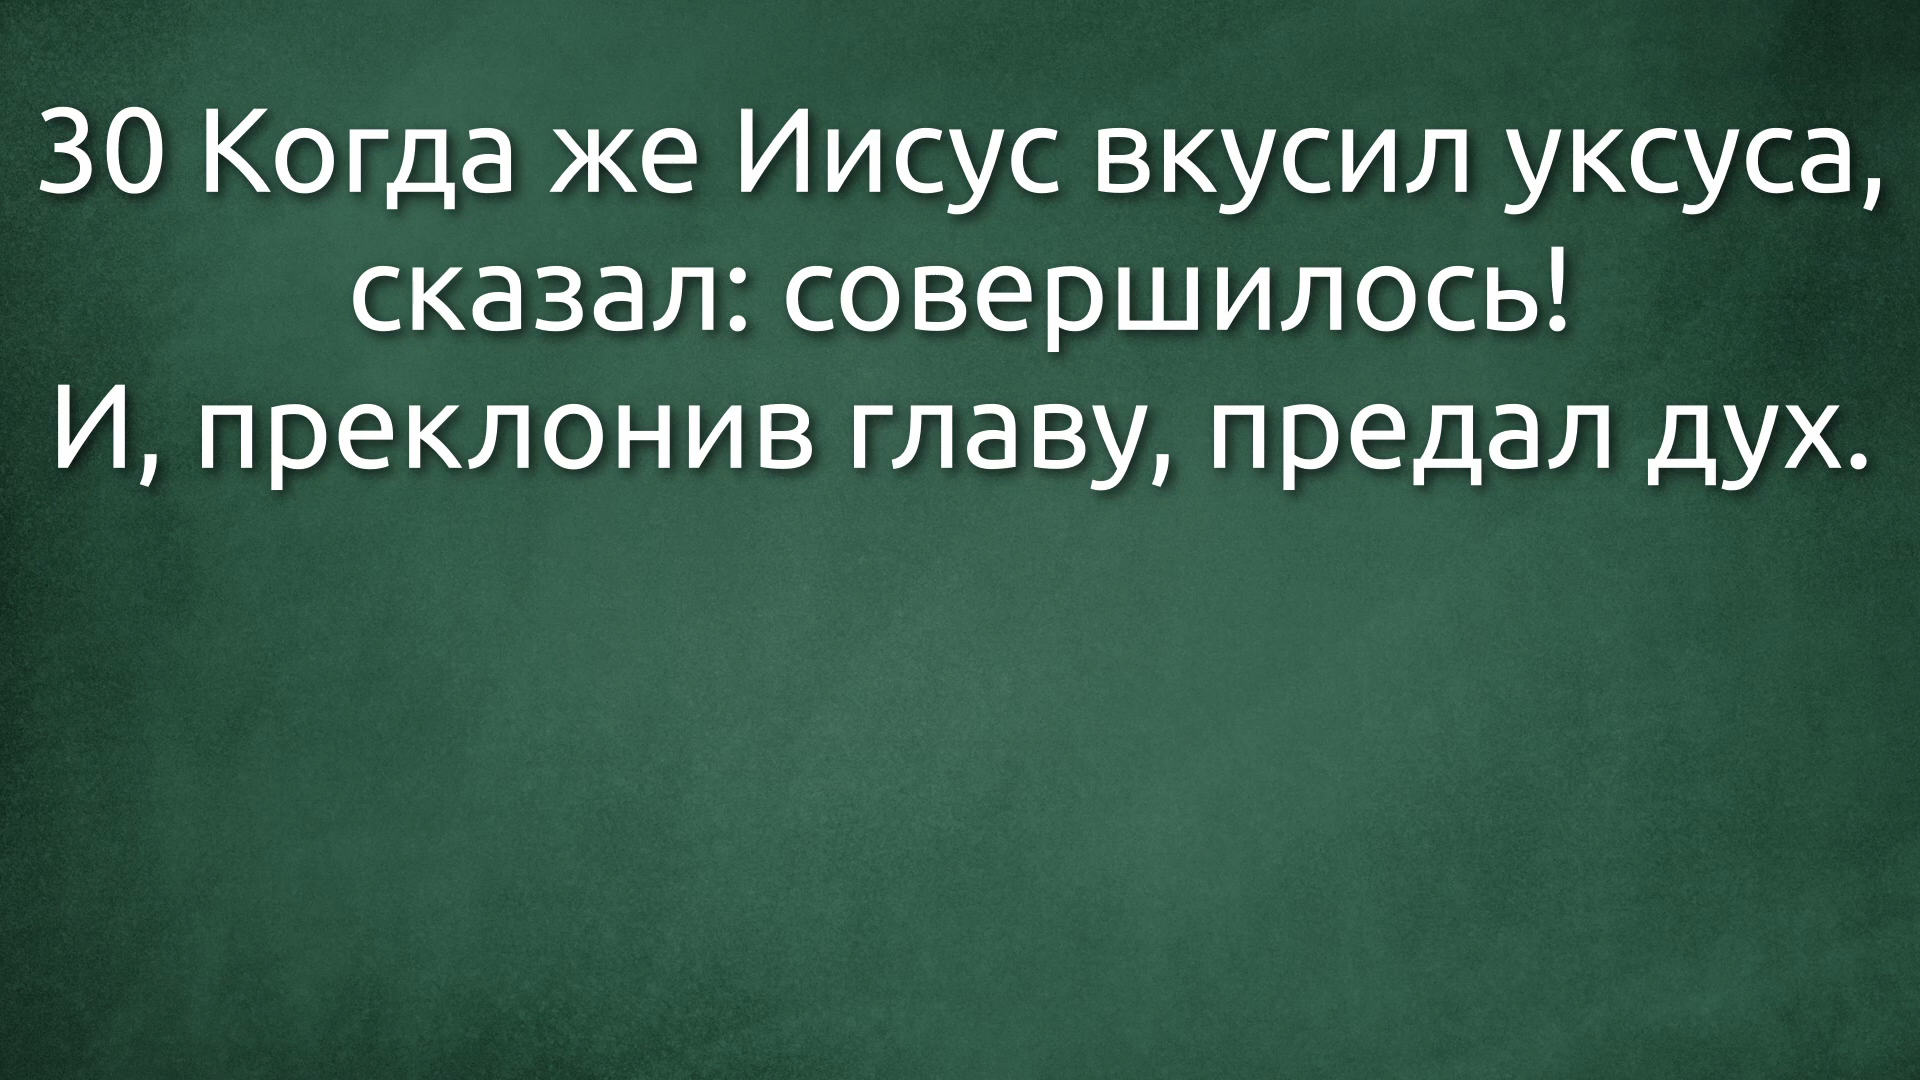 30 Когда же Иисус вкусил уксуса,
сказал: совершилось!
И, преклонив главу, предал дух.